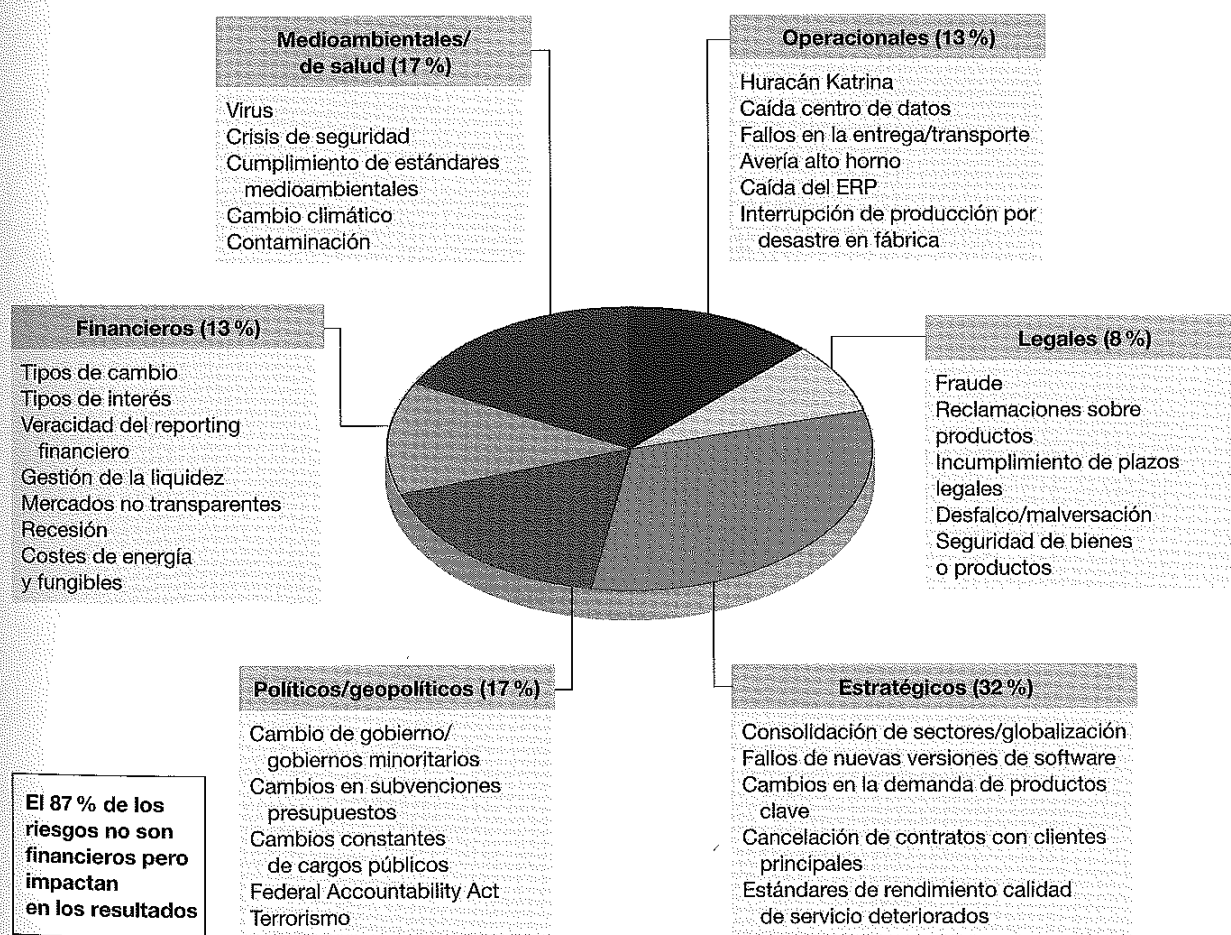 Medioambientales/
de salud (17 %)
Virus
Crisis de seguridad
Cumplimiento de estándares
medioambientales
Cambio climático
Contaminación
Operacionales (13 %)
Huracán Katrina
Caída centro de datos
Fallos en la entrega/transporte
Avería alto horno
Caída del ERP
Interrupción de producción por
desastre en fábrica
Financieros (13 %)
Tipos de cambio
Tipos de interés
Veracidad del reporting
financiero
Gestión de la liquidez
Mercados no transparentes
Recesión
Costes de energía
y fungibles
Legales (8 %)
Fraude
Reclamaciones sobre
productos
Incumplimiento de plazos
legales
Desfalco/malversación
Seguridad de bienes
o productos
Políticos/geopolíticos (17 %)
Cambio de gobierno/
gobiernos minoritarios
Cambios en subvenciones
presupuestos
Cambios constantes
de cargos públicos
Federal Accountability Act
Terrorismo
Estratégicos (32 %)
Consolidación de sectores/globalización
Fallos de nuevas versiones de software
Cambios en la demanda de productos
clave
Cancelación de contratos con clientes
principales
Estándares de rendimiento calidad
de servicio deteriorados
El 87 % de los
riesgos no son
financieros pero
impactan
en los resultados